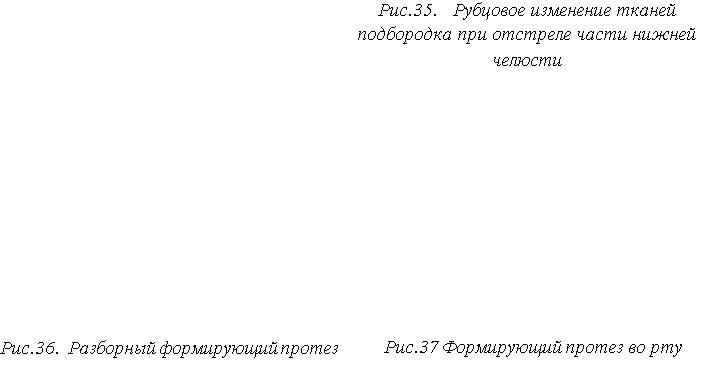 Рис.35. Рубцовое изменение тканей
подбородка при отстреле части нижней
челюсти
Рис.36. Разборный формирующий протез
Рис.37 Формирующий протез во рту